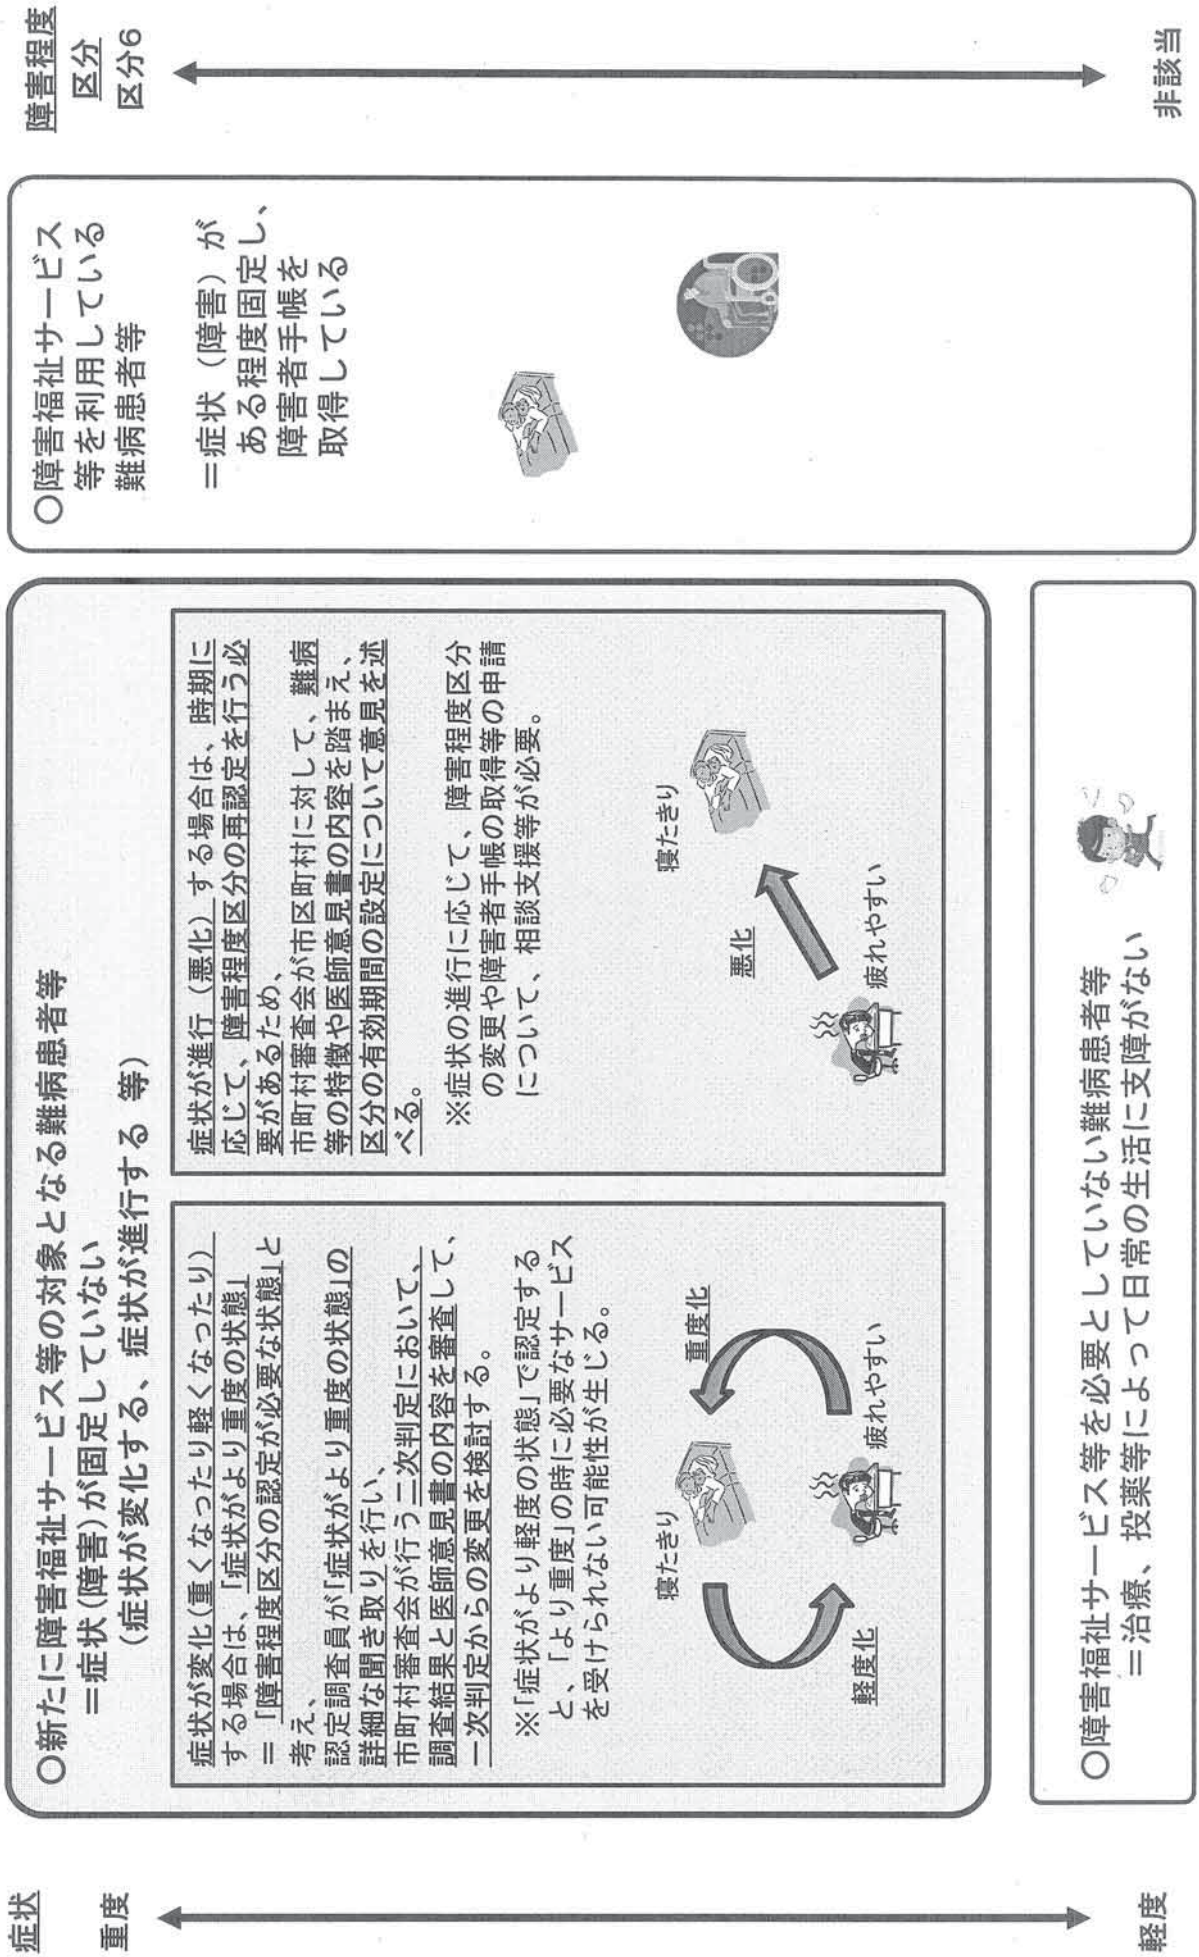 症状
重度
軽度
○新たに障害福祉サービス等の対象となる難病患者等
＝症状(障害)が固定していない
（症状が変化する、症状が進行する 等）
症状が変化（重くなったり軽くなったり）
する場合は、「症状がより重度の状態」
＝「障害程度区分の認定が必要な状態」と
考え、
認定調査員が「症状がより重度の状態」の
詳細な聞き取りを行い、
市町村審査会が行う二次判定において、
調査結果と医師意見書の内容を審査して、
一次判定からの変更を検討する。
※「症状がより軽度の状態」で認定する
と、「より重度」の時に必要なサービス
を受けられない可能性が生じる。
寝たきり
重度化
軽度化
疲れやすい
症状が進行（悪化）する場合は、時期に
応じて、障害程度区分の再認定を行う必
要があるため、
市町村審査会が市区町村に対して、難病
等の特徴や医師意見書の内容を踏まえ、
区分の有効期間の設定について意見を述
べる。
※症状の進行に応じて、障害程度区分
の変更や障害者手帳の取得等の申請
について、相談支援等が必要。
寝たきり
悪化
疲れやすい
○障害福祉サービス等を必要としていない難病患者等
＝治療、投薬等によって日常の生活に支障がない
○障害福祉サービス
等を利用している
難病患者等
＝症状（障害）が
ある程度固定し、
障害者手帳を
取得している
障害程度
区分
区分6
非該当